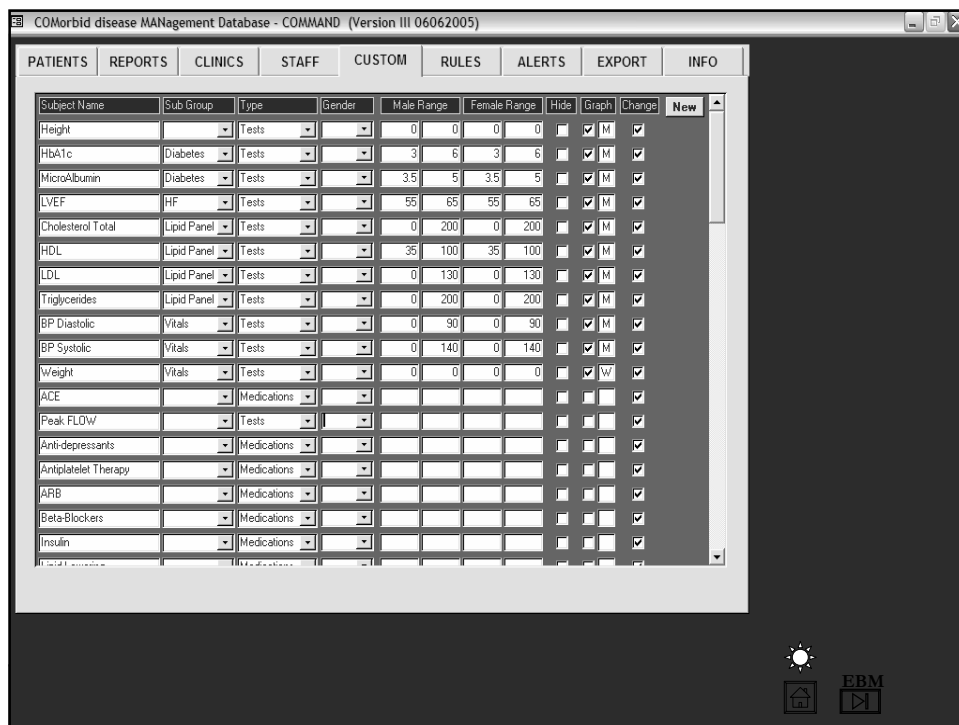 COMorbid disease MANagement Database - COMMAND (Version III 06062005)
PATIENTS REPORTS CLINICS STAFF CUSTOM RULES ALERTS EXPORT INFO
Subject Name Sub Group Type Gender Male Range Female Range Hide Graph Change New
Height Tests 0 0 0 0 M
HbA1c Diabetes Tests 3 6 3 6 M
MicroAlbumin Diabetes Tests 3.5 5 3.5 5 M
LVEF HF Tests 55 65 55 65 M
Cholesterol Total Lipid Panel Tests 0 200 0 200 M
HDL Lipid Panel Tests 35 100 35 100 M
LDL Lipid Panel Tests 0 130 0 130 M
Triglycerides Lipid Panel Tests 0 200 0 200 M
BP Diastolic Vitals Tests 0 90 0 90 M
BP Systolic Vitals Tests 0 140 0 140 M
Weight Vitals Tests 0 0 0 0 W
ACE Medications
Peak FLOW Tests
Anti-depressants Medications
Antiplatelet Therapy Medications
ARB Medications
Beta-Blockers Medications
Insulin Medications
Lipid Lowering Medications
EBM